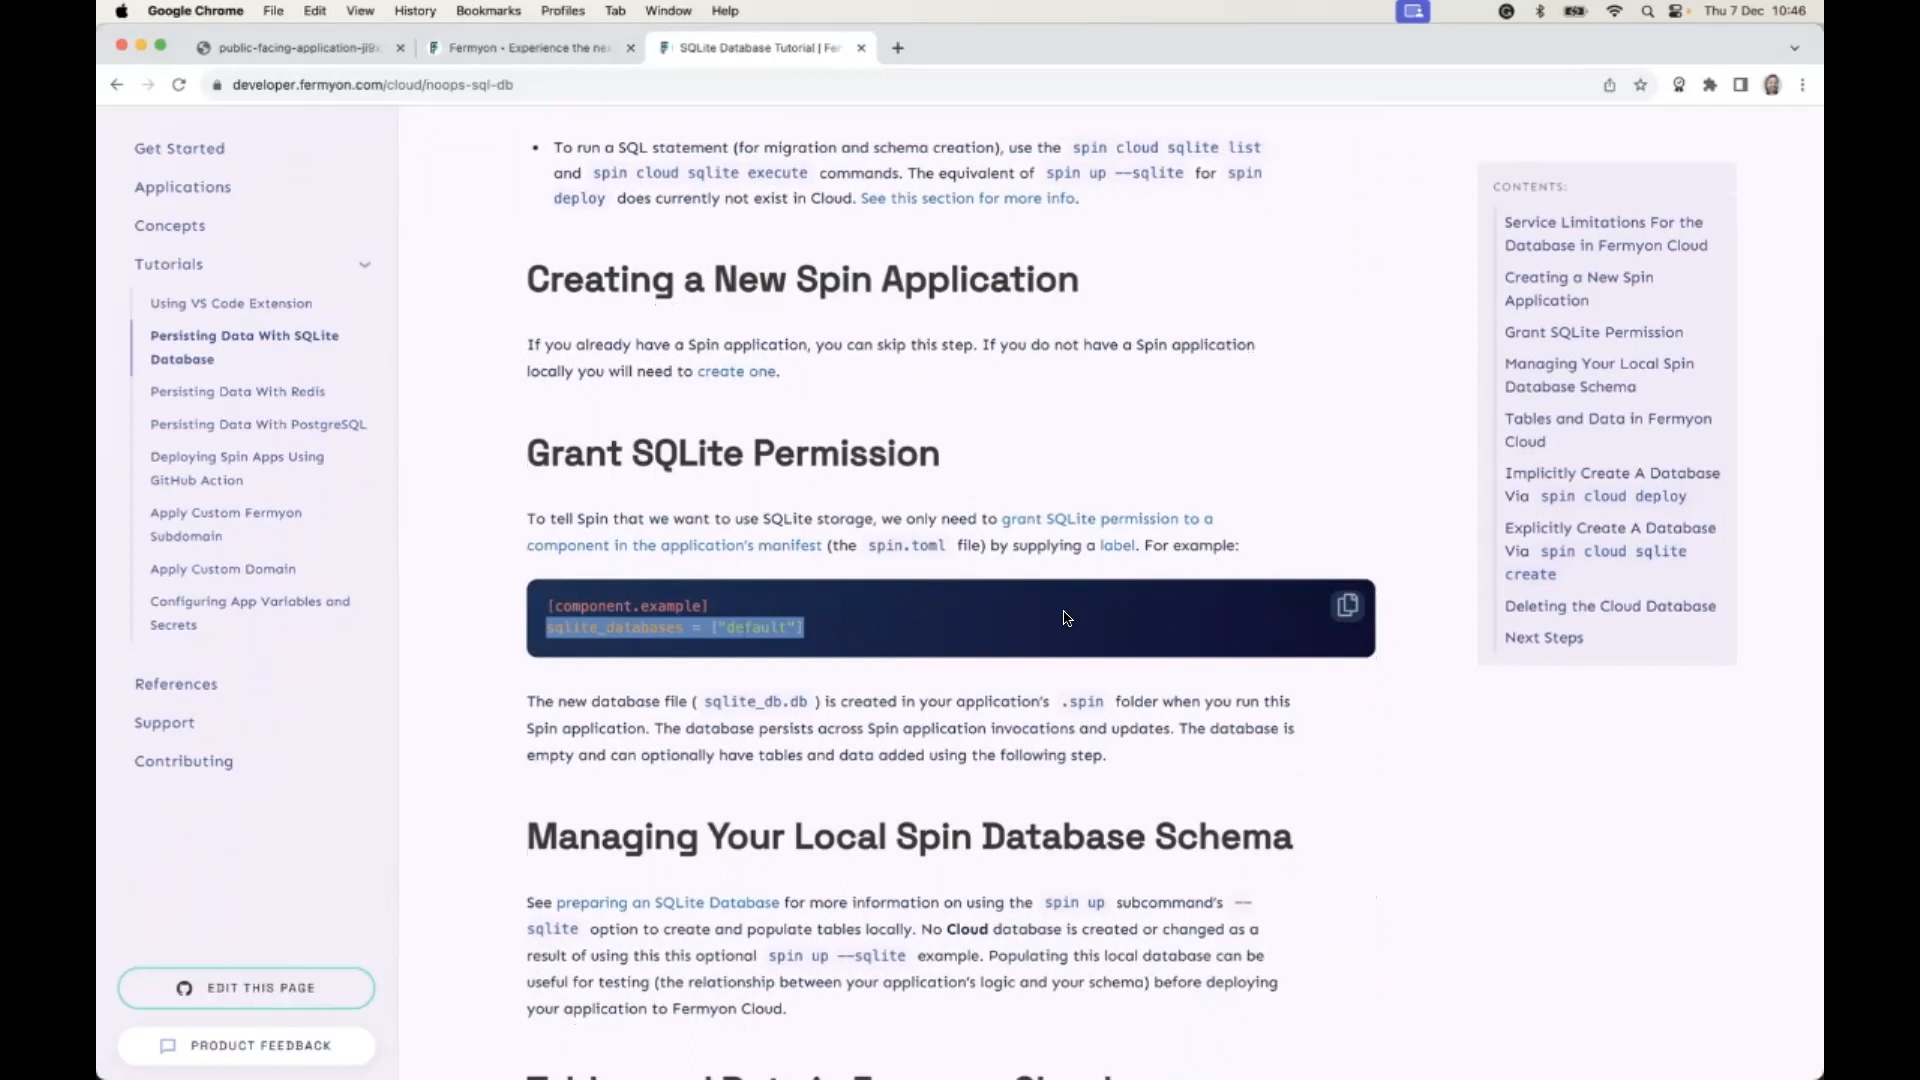 Google Chrome File Edit View History Bookmarks Profiles Tab Window Help Thu 7 Dec 10:46
public-facing-application-jl9x
Fermyon • Experience the ne
SQLite Database Tutorial | Fe
developer.fermyon.com/cloud/noops-sql-db
Get Started
Applications
Concepts
Tutorials
Using VS Code Extension
Persisting Data With SQLite
Database
Persisting Data With Redis
Persisting Data With PostgreSQL
Deploying Spin Apps Using
GitHub Action
Apply Custom Fermyon
Subdomain
Apply Custom Domain
Configuring App Variables and
Secrets
References
Support
Contributing
EDIT THIS PAGE
PRODUCT FEEDBACK
• To run a SQL statement (for migration and schema creation), use the spin cloud sqlite list
and spin cloud sqlite execute commands. The equivalent of spin up --sqlite for spin
deploy does currently not exist in Cloud. See this section for more info.
Creating a New Spin Application
If you already have a Spin application, you can skip this step. If you do not have a Spin application
locally you will need to create one.
Grant SQLite Permission
To tell Spin that we want to use SQLite storage, we only need to grant SQLite permission to a
component in the application's manifest (the spin.toml file) by supplying a label. For example:
[component.example]
sqlite_databases = ["default"]
The new database file ( sqlite_db.db ) is created in your application's .spin folder when you run this
Spin application. The database persists across Spin application invocations and updates. The database is
empty and can optionally have tables and data added using the following step.
Managing Your Local Spin Database Schema
See preparing an SQLite Database for more information on using the spin up subcommand's --
sqlite option to create and populate tables locally. No Cloud database is created or changed as a
result of using this this optional spin up --sqlite example. Populating this local database can be
useful for testing (the relationship between your application's logic and your schema) before deploying
your application to Fermyon Cloud.
CONTENTS:
Service Limitations For the
Database in Fermyon Cloud
Creating a New Spin
Application
Grant SQLite Permission
Managing Your Local Spin
Database Schema
Tables and Data in Fermyon
Cloud
Implicitly Create A Database
Via spin cloud deploy
Explicitly Create A Database
Via spin cloud sqlite
create
Deleting the Cloud Database
Next Steps